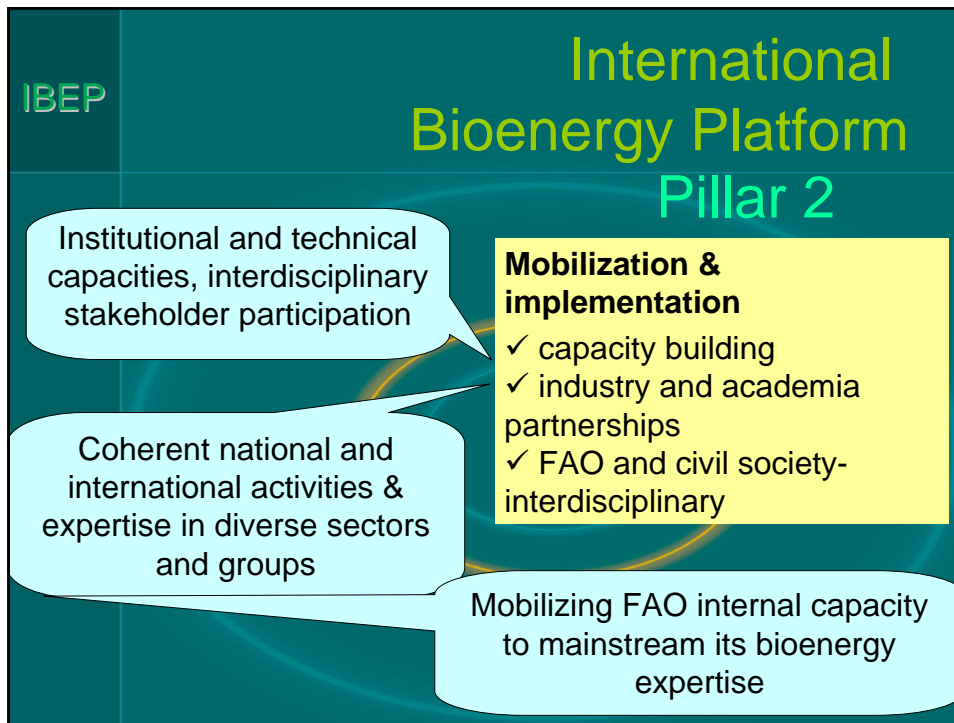 IBEP
International
Bioenergy Platform
Pillar 2
Institutional and technical
capacities, interdisciplinary
stakeholder participation
Mobilization &
implementation
✓ capacity building
✓ industry and academia
partnerships
✓ FAO and civil society-
interdisciplinary
Coherent national and
international activities &
expertise in diverse sectors
and groups
Mobilizing FAO internal capacity
to mainstream its bioenergy
expertise